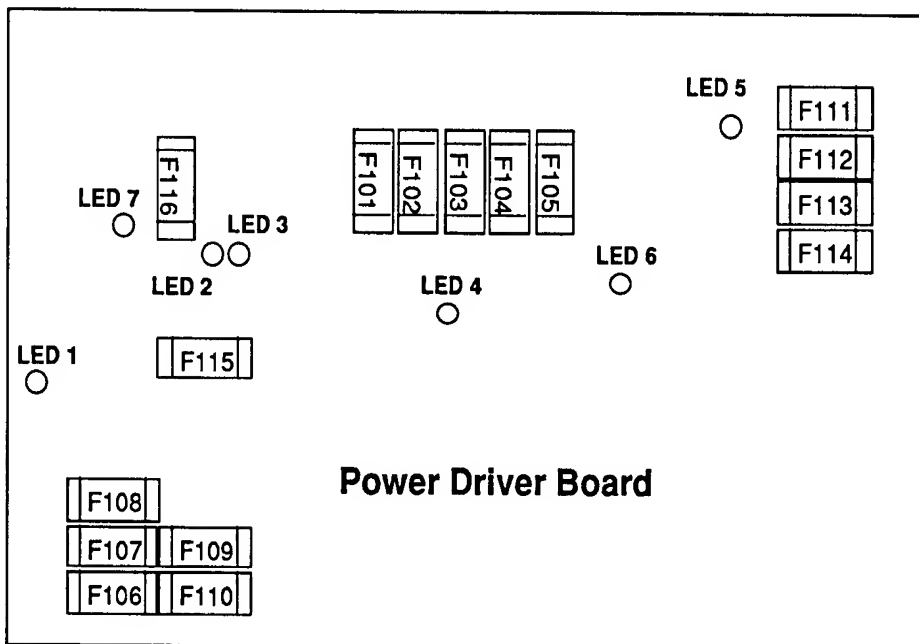 LED 5
F111
F112
F113
F114
F116
F101
F102
F103
F104
F105
LED 7
LED 3
LED 2
LED 4
LED 6
LED 1
F115
Power Driver Board
F108
F107
F109
F106
F110